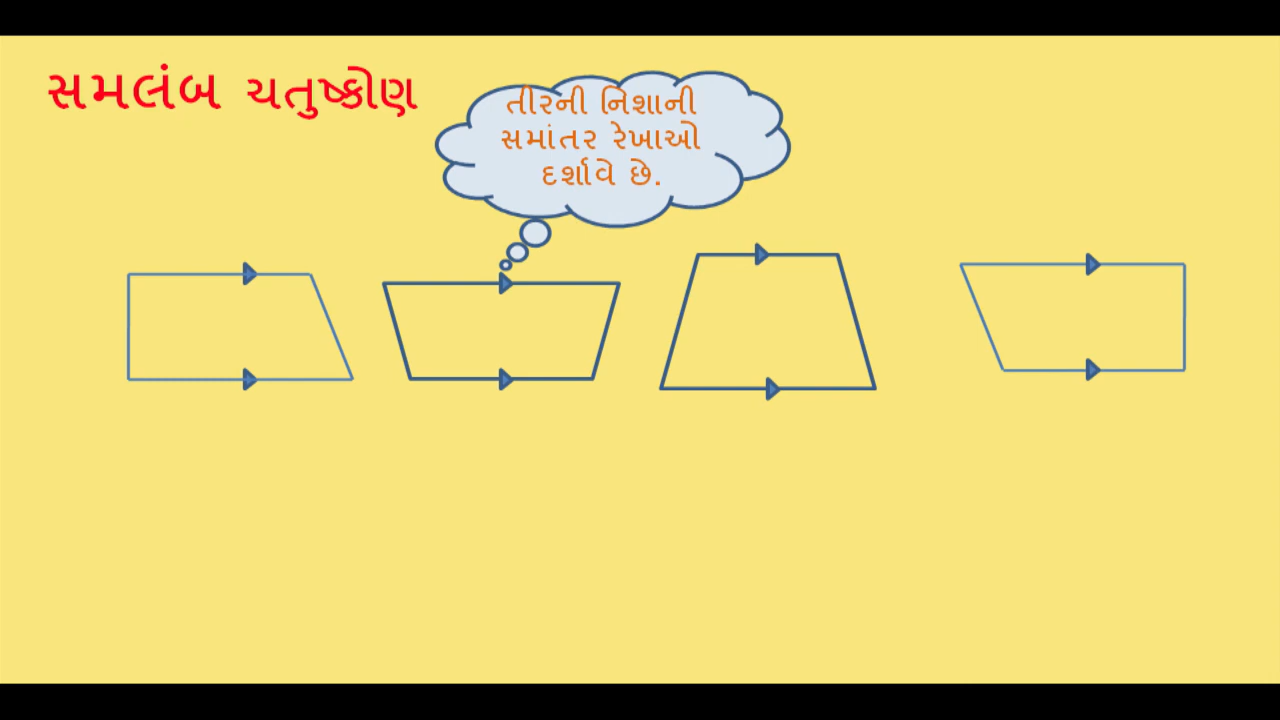 સમલંબ ચતુષ્કોણ
તીરની નિશાની
સમાંતર રેખાઓ
દર્શાવે છે.